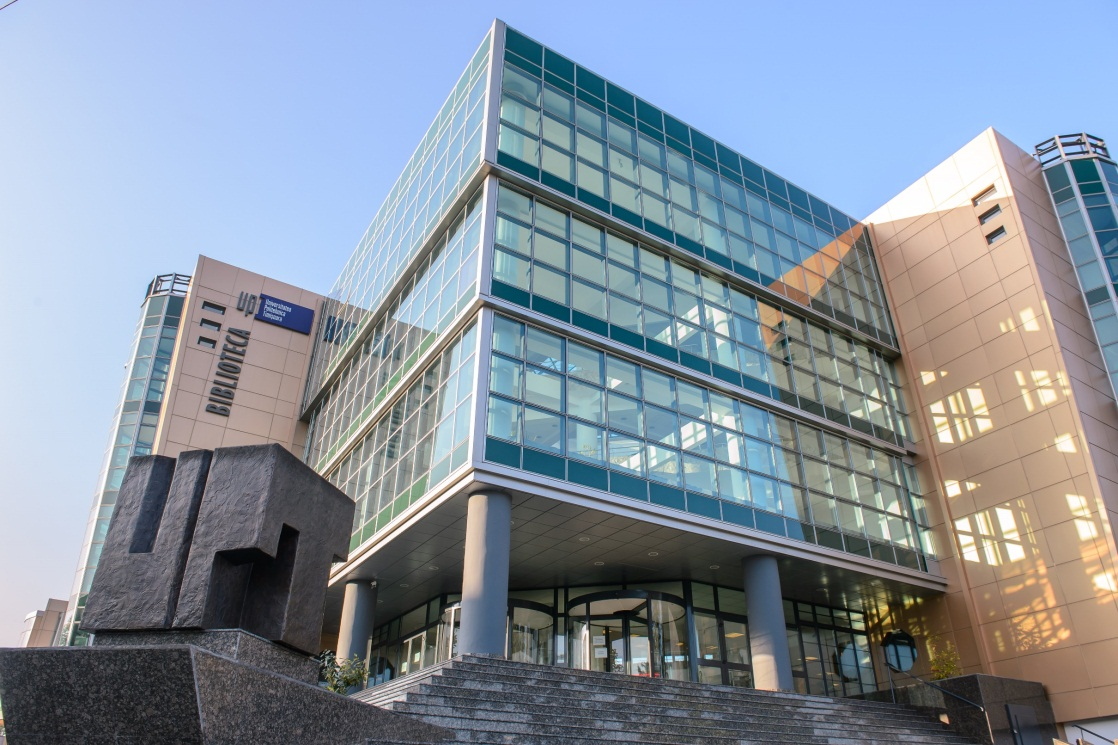 BIBLIOTECA
UPT
Universitatea
Politehnica
Timișoara